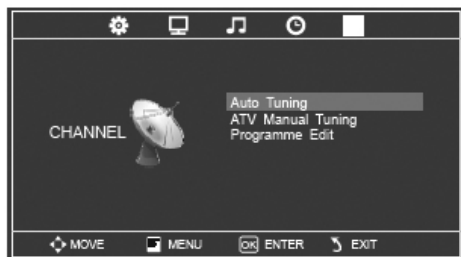 Auto Tuning
ATV Manual Tuning
CHANNEL
Programme Edit
MOVE MENU OK ENTER EXIT